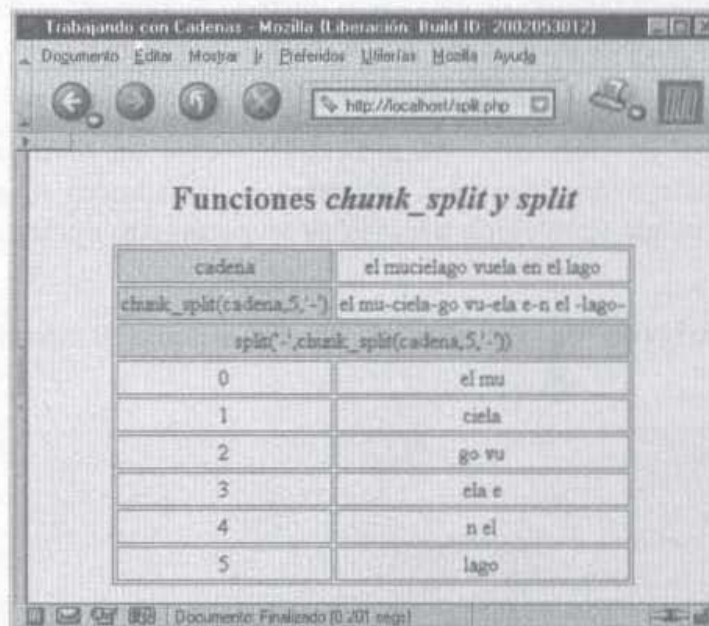 Trabajando con Cadenas - Mozilla {Liberación: Build ID: 2002053012}
Documento Editar Mostrar Ir Preferidos Utilerías Mozilla Ayuda
http://localhost/split.php
Funciones chunk_split y split
cadena el mucielago vuela en el lago
chunk_split(cadena,5,'-') el mu-ciela-go vu-ela e-n el -lago-
split('-',chunk_split(cadena,5,'-'))
0 el mu
1 ciela
2 go vu
3 ela e
4 n el
5 lago
Documento: Finalizado (0.201 segs)